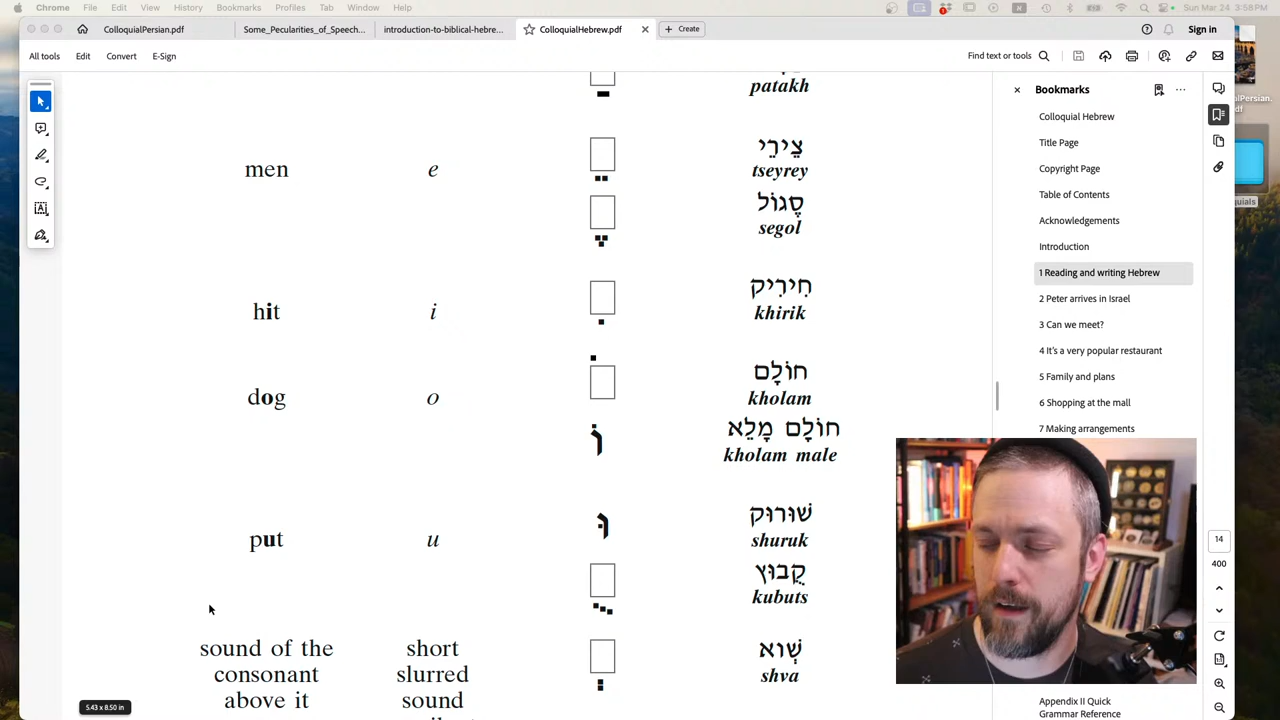 Chrome File Edit View History Bookmarks Profiles Tab Window Help
Sun Mar 24 3:58 PM
ColloquialPersian.pdf
Some_Pecularities_of_Speech...
introduction-to-biblical-hebre...
ColloquialHebrew.pdf
Create
Sign in
All tools Edit Convert E-Sign
Find text or tools
patakh
men e צֵירֵי
tseyrey
סֶגוֹל
segol
hit i חִירִיק
khirik
dog o חוֹלָם
kholam
וֹ חוֹלָם מָלֵא
kholam male
put u וּ שׁוּרוּק
shuruk
קֻבּוּץ
kubuts
sound of the short שְׁוא
consonant slurred shva
above it sound
5.43 x 8.50 in
Bookmarks
Colloquial Hebrew
Title Page
Copyright Page
Table of Contents
Acknowledgements
Introduction
1 Reading and writing Hebrew
2 Peter arrives in Israel
3 Can we meet?
4 It's a very popular restaurant
5 Family and plans
6 Shopping at the mall
7 Making arrangements
Appendix II Quick
Grammar Reference
14
400